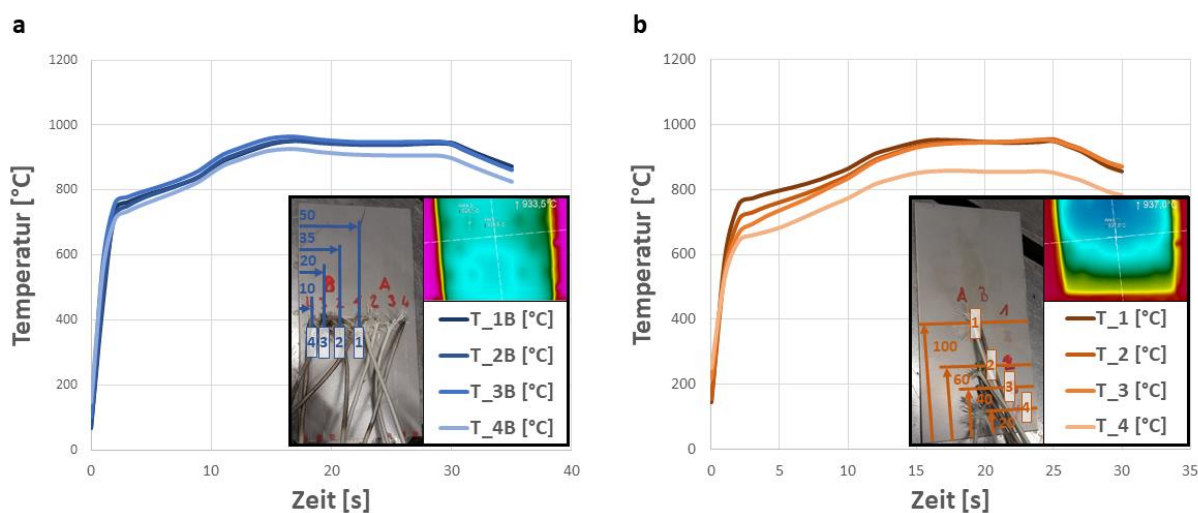 a
1200
1000
800
600
400
200
0
Temperatur [°C]
0 10 20 30 40
Zeit [s]
50
35
20
10
B A
1 2 3 4
4 3 2 1
↑ 933,5°C
T_1B [°C]
T_2B [°C]
T_3B [°C]
T_4B [°C]
b
1200
1000
800
600
400
200
0
Temperatur [°C]
0 5 10 15 20 25 30 35
Zeit [s]
A B
1
1
2
3
4
100
60
40
20
↑ 937,0°C
T_1 [°C]
T_2 [°C]
T_3 [°C]
T_4 [°C]